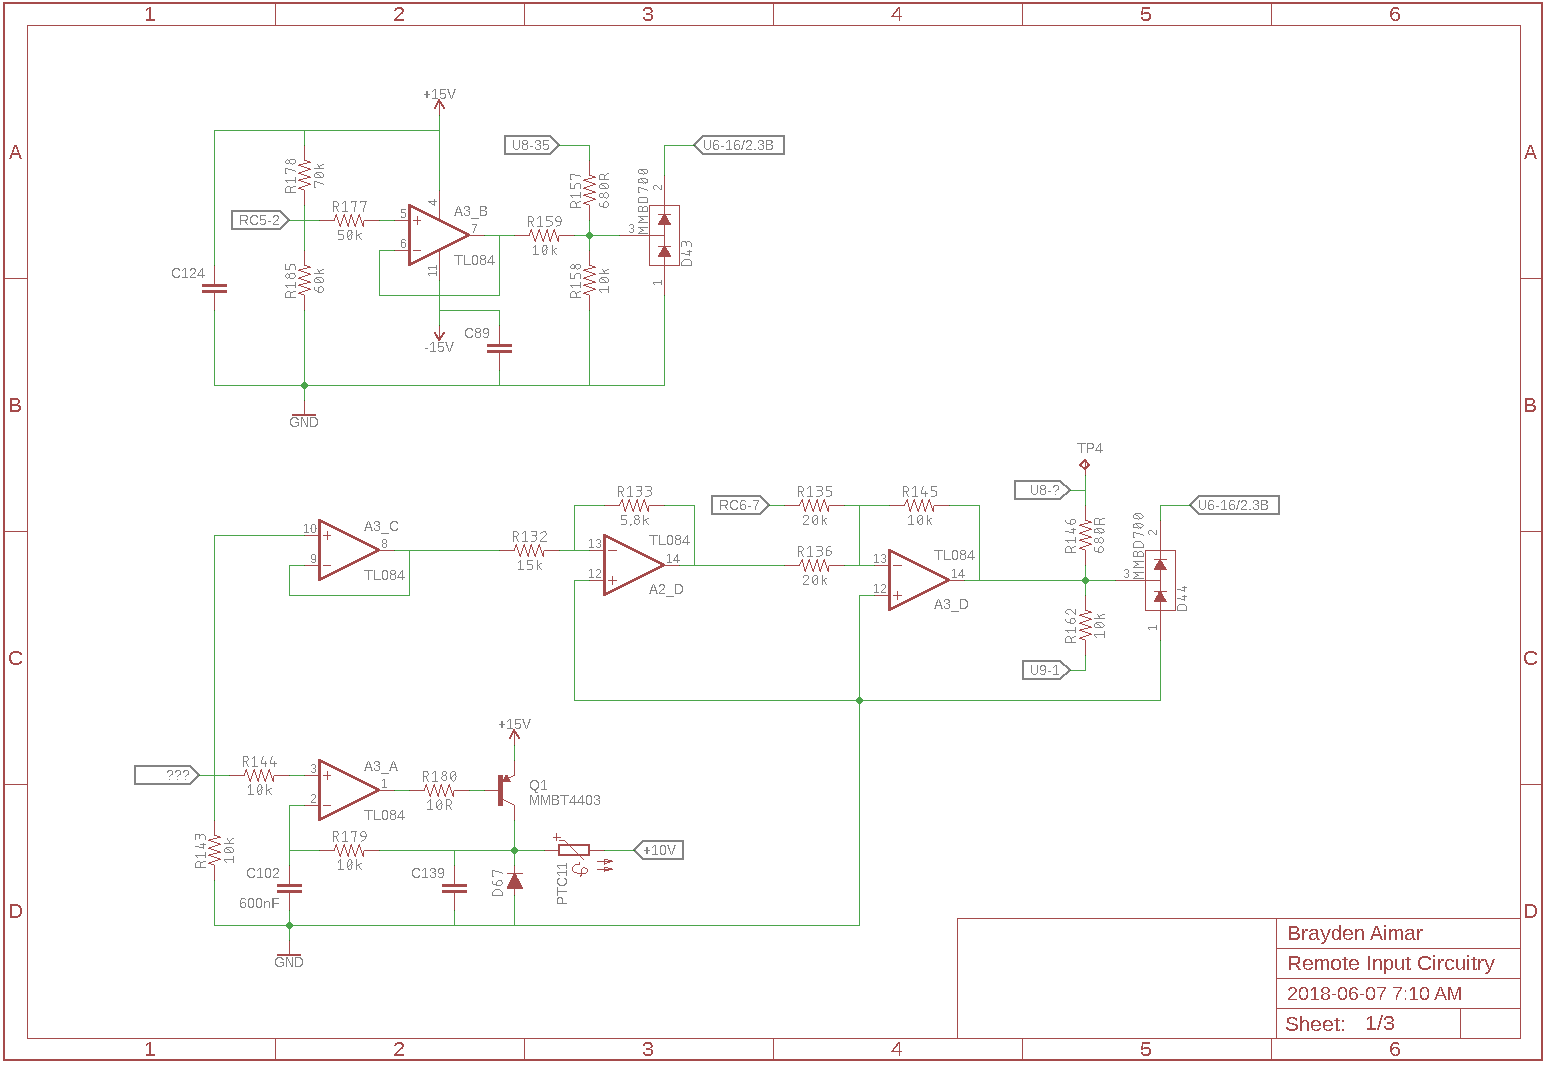 1 2 3 4 5 6
A A
B B
C C
D D
+15V
U8-35
U6-16/2.3B
R178
70k
R157
680R
MMBD700
2
RC5-2
R177
50k
5
+
4
A3_B
7
6
−
11
TL084
R159
10k
3
D43
1
R185
60k
R158
10k
C124
-15V
C89
GND
TP4
U8-?
U6-16/2.3B
R133
5,8k
RC6-7
R135
20k
R145
10k
R146
680R
MMBD700
2
10
+
A3_C
8
9
−
TL084
R132
15k
13
−
TL084
14
12
+
A2_D
R136
20k
13
−
TL084
14
12
+
A3_D
3
D44
1
R162
10k
U9-1
+15V
???
R144
10k
3
+
A3_A
1
2
−
TL084
R180
10R
Q1
MMBT4403
R143
10k
R179
10k
+
PTC11
+10V
C102
600nF
C139
D67
GND
Brayden Aimar
Remote Input Circuitry
2018-06-07 7:10 AM
Sheet: 1/3
1 2 3 4 5 6